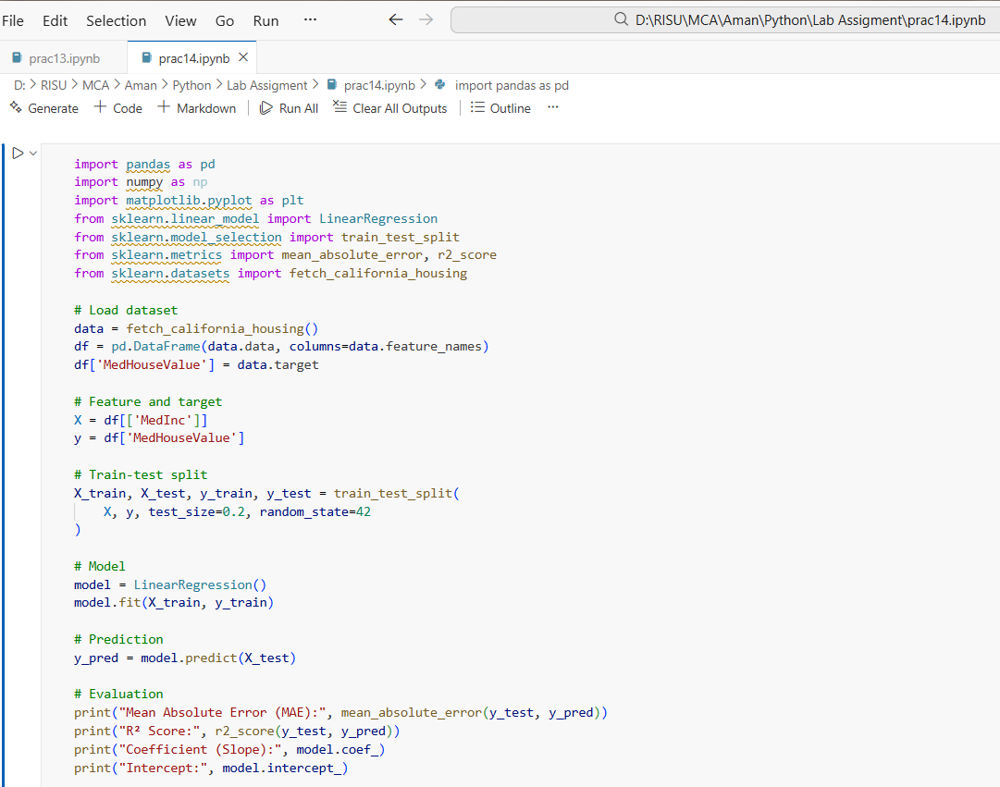 File Edit Selection View Go Run ···
D:\RISU\MCA\Aman\Python\Lab Assigment\prac14.ipynb
prac13.ipynb
prac14.ipynb
D: > RISU > MCA > Aman > Python > Lab Assigment > prac14.ipynb > import pandas as pd
Generate + Code + Markdown | Run All Clear All Outputs | Outline ···
import pandas as pd
import numpy as np
import matplotlib.pyplot as plt
from sklearn.linear_model import LinearRegression
from sklearn.model_selection import train_test_split
from sklearn.metrics import mean_absolute_error, r2_score
from sklearn.datasets import fetch_california_housing
# Load dataset
data = fetch_california_housing()
df = pd.DataFrame(data.data, columns=data.feature_names)
df['MedHouseValue'] = data.target
# Feature and target
X = df[['MedInc']]
y = df['MedHouseValue']
# Train-test split
X_train, X_test, y_train, y_test = train_test_split(
    X, y, test_size=0.2, random_state=42
)
# Model
model = LinearRegression()
model.fit(X_train, y_train)
# Prediction
y_pred = model.predict(X_test)
# Evaluation
print("Mean Absolute Error (MAE):", mean_absolute_error(y_test, y_pred))
print("R² Score:", r2_score(y_test, y_pred))
print("Coefficient (Slope):", model.coef_)
print("Intercept:", model.intercept_)